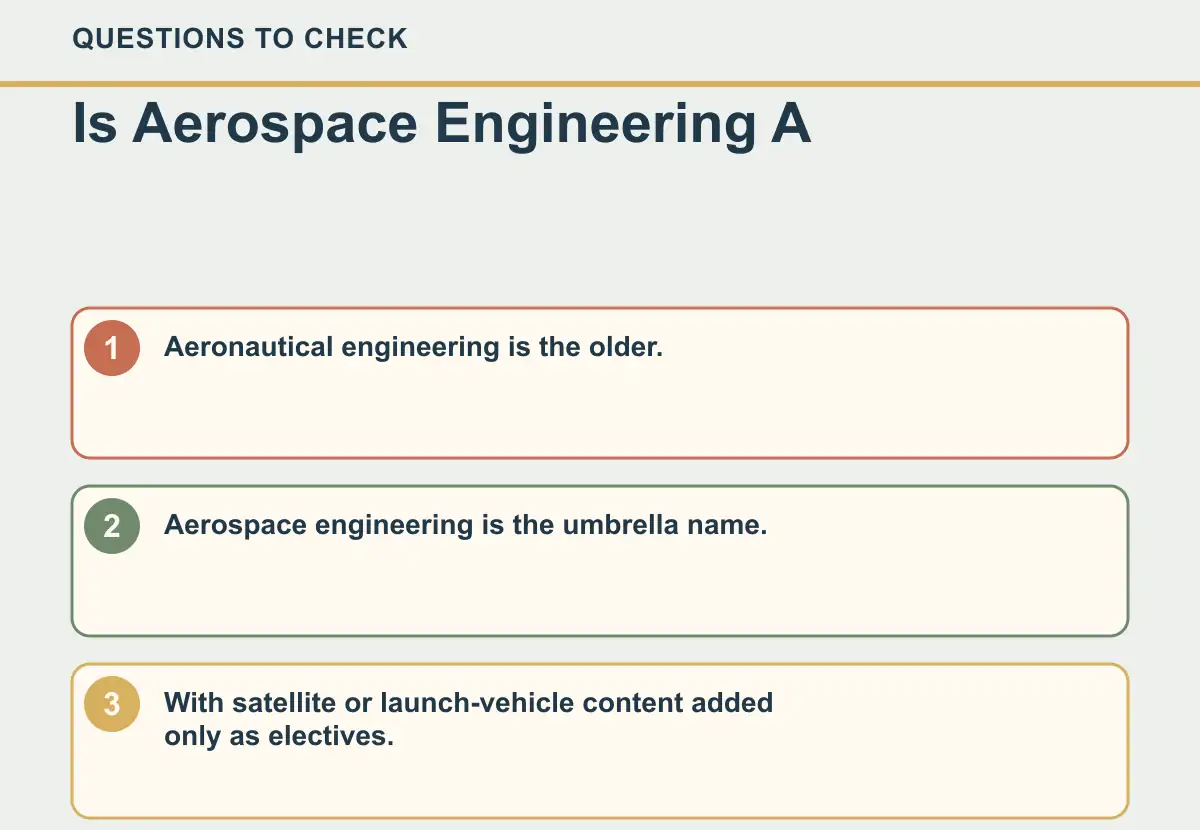 QUESTIONS TO CHECK
Is Aerospace Engineering A
1
Aeronautical engineering is the older.
2
Aerospace engineering is the umbrella name.
3
With satellite or launch-vehicle content added
only as electives.